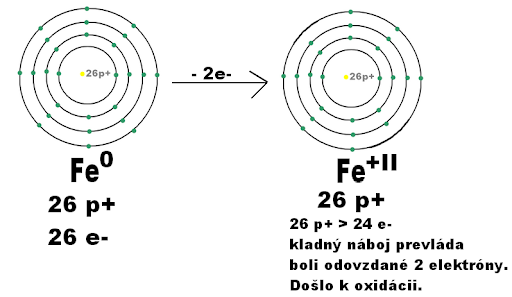 26p+
- 2e-
26p+
Fe0
26 p+
26 e-
Fe+II
26 p+
26 p+ > 24 e-
kladný náboj prevláda
boli odovzdané 2 elektróny.
Došlo k oxidácii.